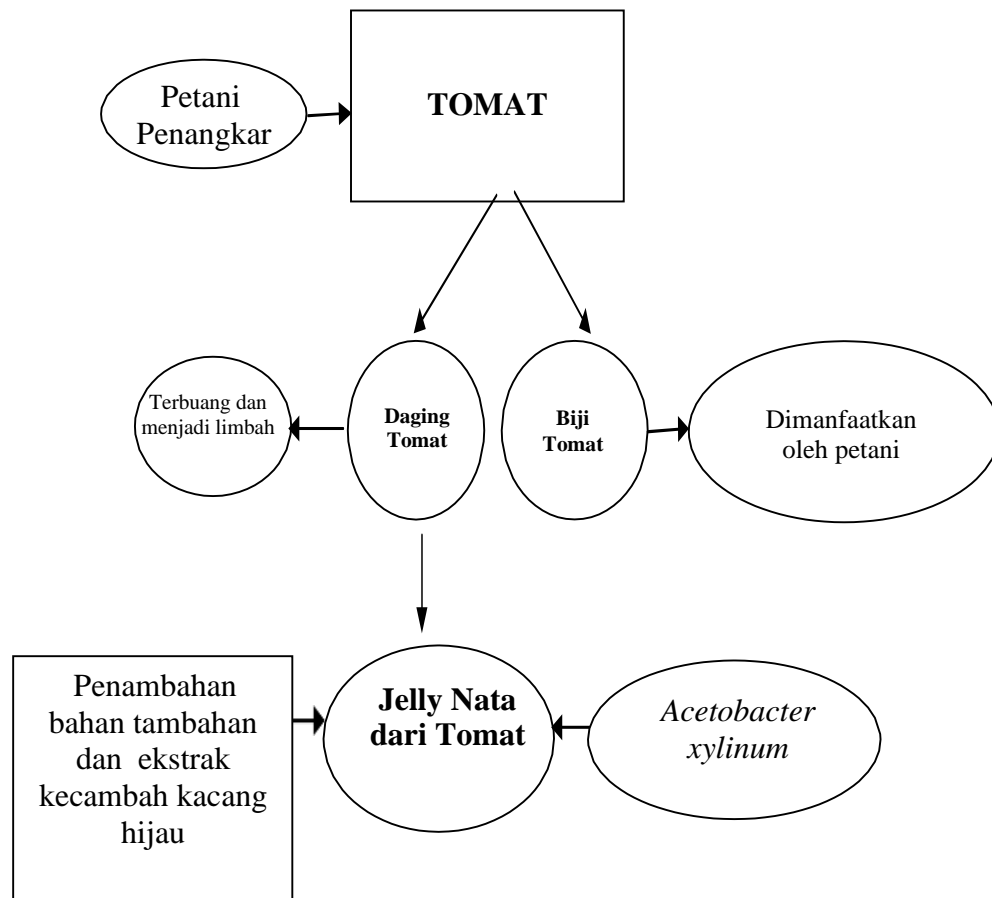 Petani
Penangkar
TOMAT
Terbuang dan
menjadi limbah
Daging
Tomat
Biji
Tomat
Dimanfaatkan
oleh petani
Penambahan
bahan tambahan
dan ekstrak
kecambah kacang
hijau
Jelly Nata
dari Tomat
Acetobacter
xylinum